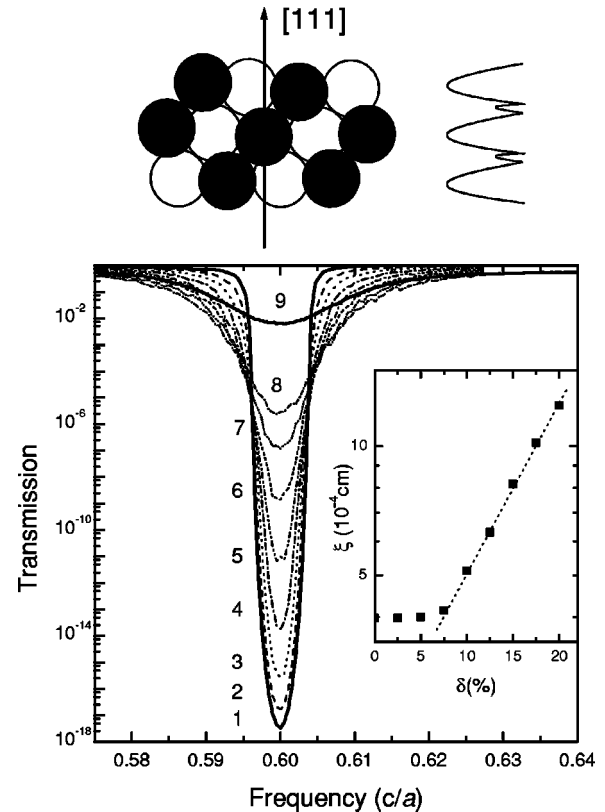 [111]
9
8
7
6
5
4
3
2
1
10⁻²
10⁻⁶
10⁻¹⁰
10⁻¹⁴
10⁻¹⁸
Transmission
0.58 0.59 0.60 0.61 0.62 0.63 0.64
Frequency (c/a)
10
5
ξ (10⁻⁴cm)
0 5 10 15 20
δ(%)